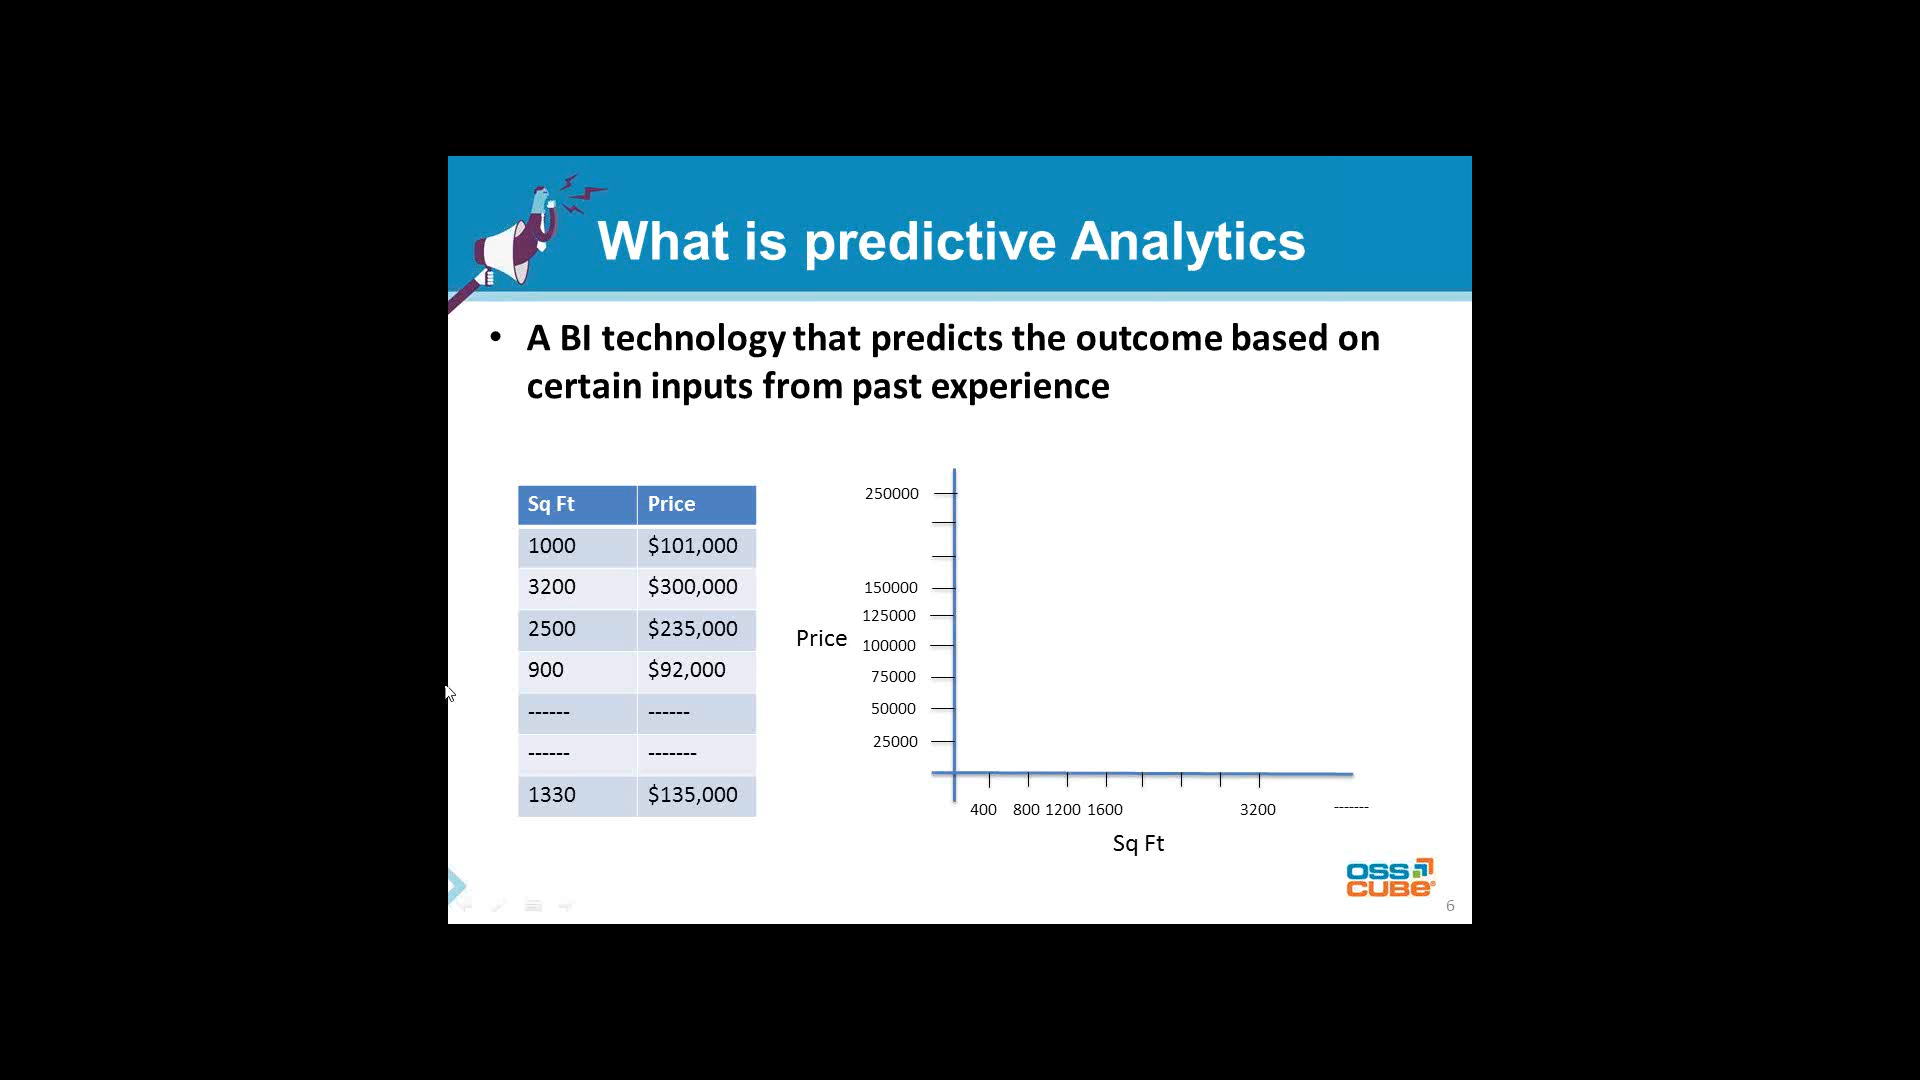 What is predictive Analytics
• A BI technology that predicts the outcome based on
certain inputs from past experience
Sq Ft Price
1000 $101,000
3200 $300,000
2500 $235,000
900 $92,000
------ ------
------ -------
1330 $135,000
250000
150000
125000
Price
100000
75000
50000
25000
400 800 1200 1600 3200 -------
Sq Ft
OSS
CUBE®
6